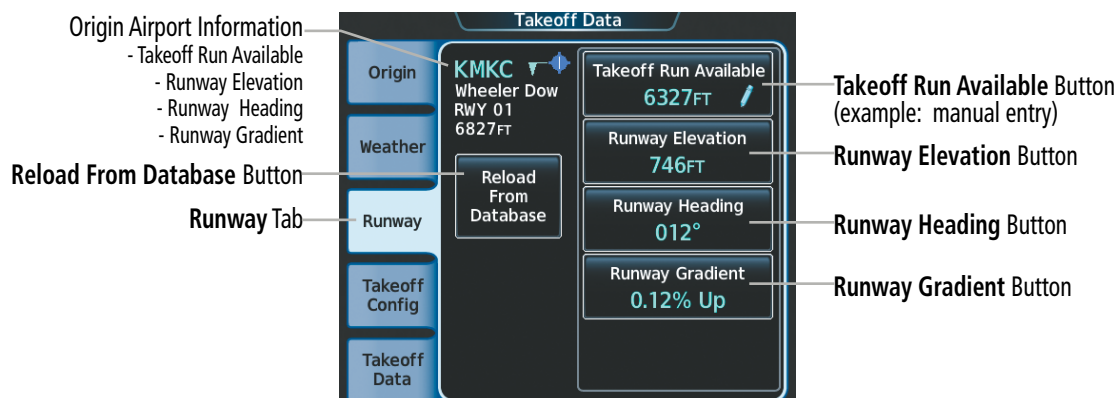 Origin Airport Information
- Takeoff Run Available
- Runway Elevation
- Runway Heading
- Runway Gradient
Reload From Database Button
Runway Tab
Takeoff Data
Origin
Weather
Runway
Takeoff
Config
Takeoff
Data
KMKC
Wheeler Dow
RWY 01
6827FT
Reload
From
Database
Takeoff Run Available
6327FT
Runway Elevation
746FT
Runway Heading
012°
Runway Gradient
0.12% Up
Takeoff Run Available Button
(example: manual entry)
Runway Elevation Button
Runway Heading Button
Runway Gradient Button